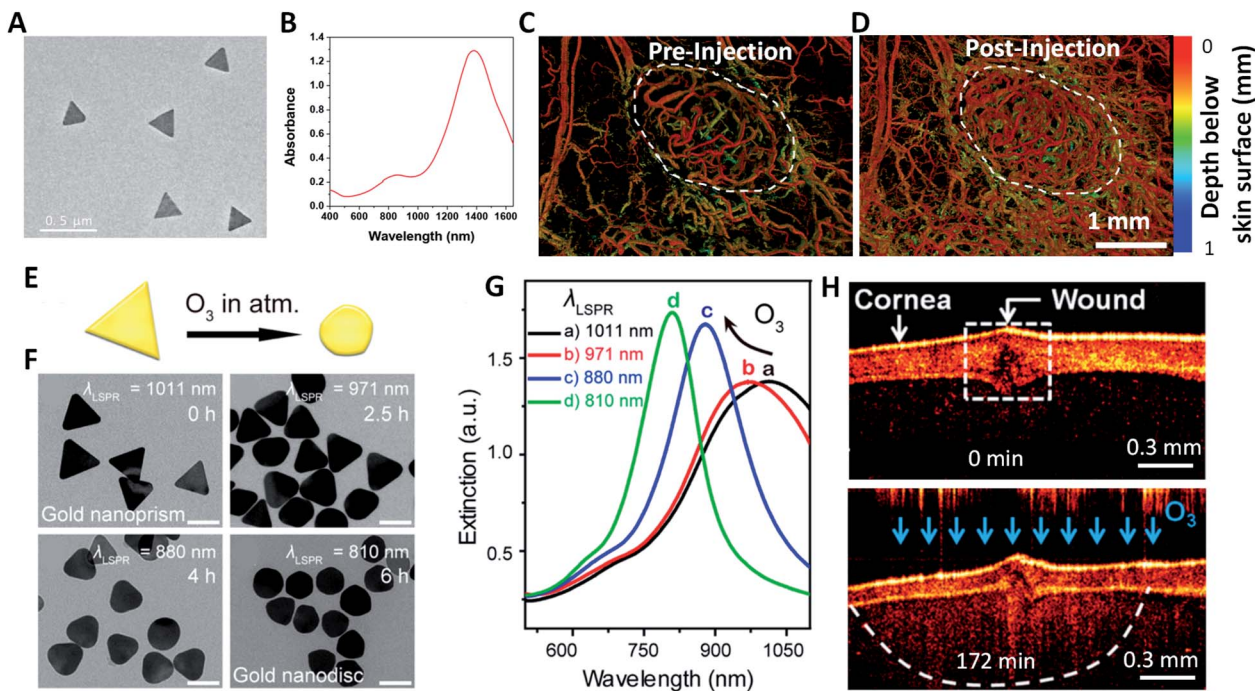 A
0.5 μm
B
Absorbance
1.4
1.2
1.0
0.8
0.6
0.4
0.2
0.0
400 600 800 1000 1200 1400 1600
Wavelength (nm)
C
Pre-Injection
D
Post-Injection
1 mm
0
Depth below
skin surface (mm)
1
E
O3 in atm.
F
λLSPR = 1011 nm
0 h
Gold nanoprism
λLSPR = 971 nm
2.5 h
λLSPR = 880 nm
4 h
λLSPR = 810 nm
6 h
Gold nanodisc
G
λLSPR
a) 1011 nm
b) 971 nm
c) 880 nm
d) 810 nm
d
c
O3
b
a
Extinction (a.u.)
1.5
1.0
0.5
600 750 900 1050
Wavelength (nm)
H
Cornea
Wound
0 min
0.3 mm
O3
172 min
0.3 mm